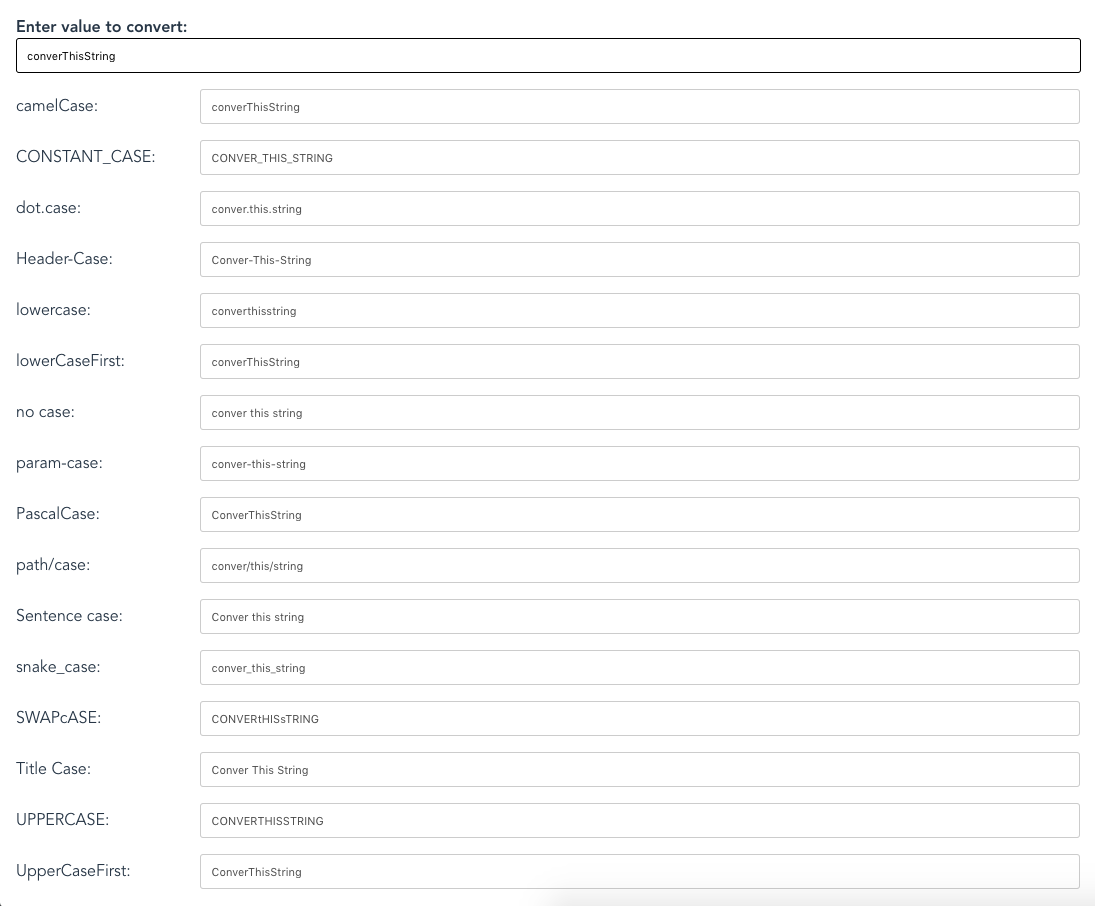 Enter value to convert:
converThisString
camelCase: converThisString
CONSTANT_CASE: CONVER_THIS_STRING
dot.case: conver.this.string
Header-Case: Conver-This-String
lowercase: converthisstring
lowerCaseFirst: converThisString
no case: conver this string
param-case: conver-this-string
PascalCase: ConverThisString
path/case: conver/this/string
Sentence case: Conver this string
snake_case: conver_this_string
SWAPcASE: CONVERtHISsTRING
Title Case: Conver This String
UPPERCASE: CONVERTHISSTRING
UpperCaseFirst: ConverThisString